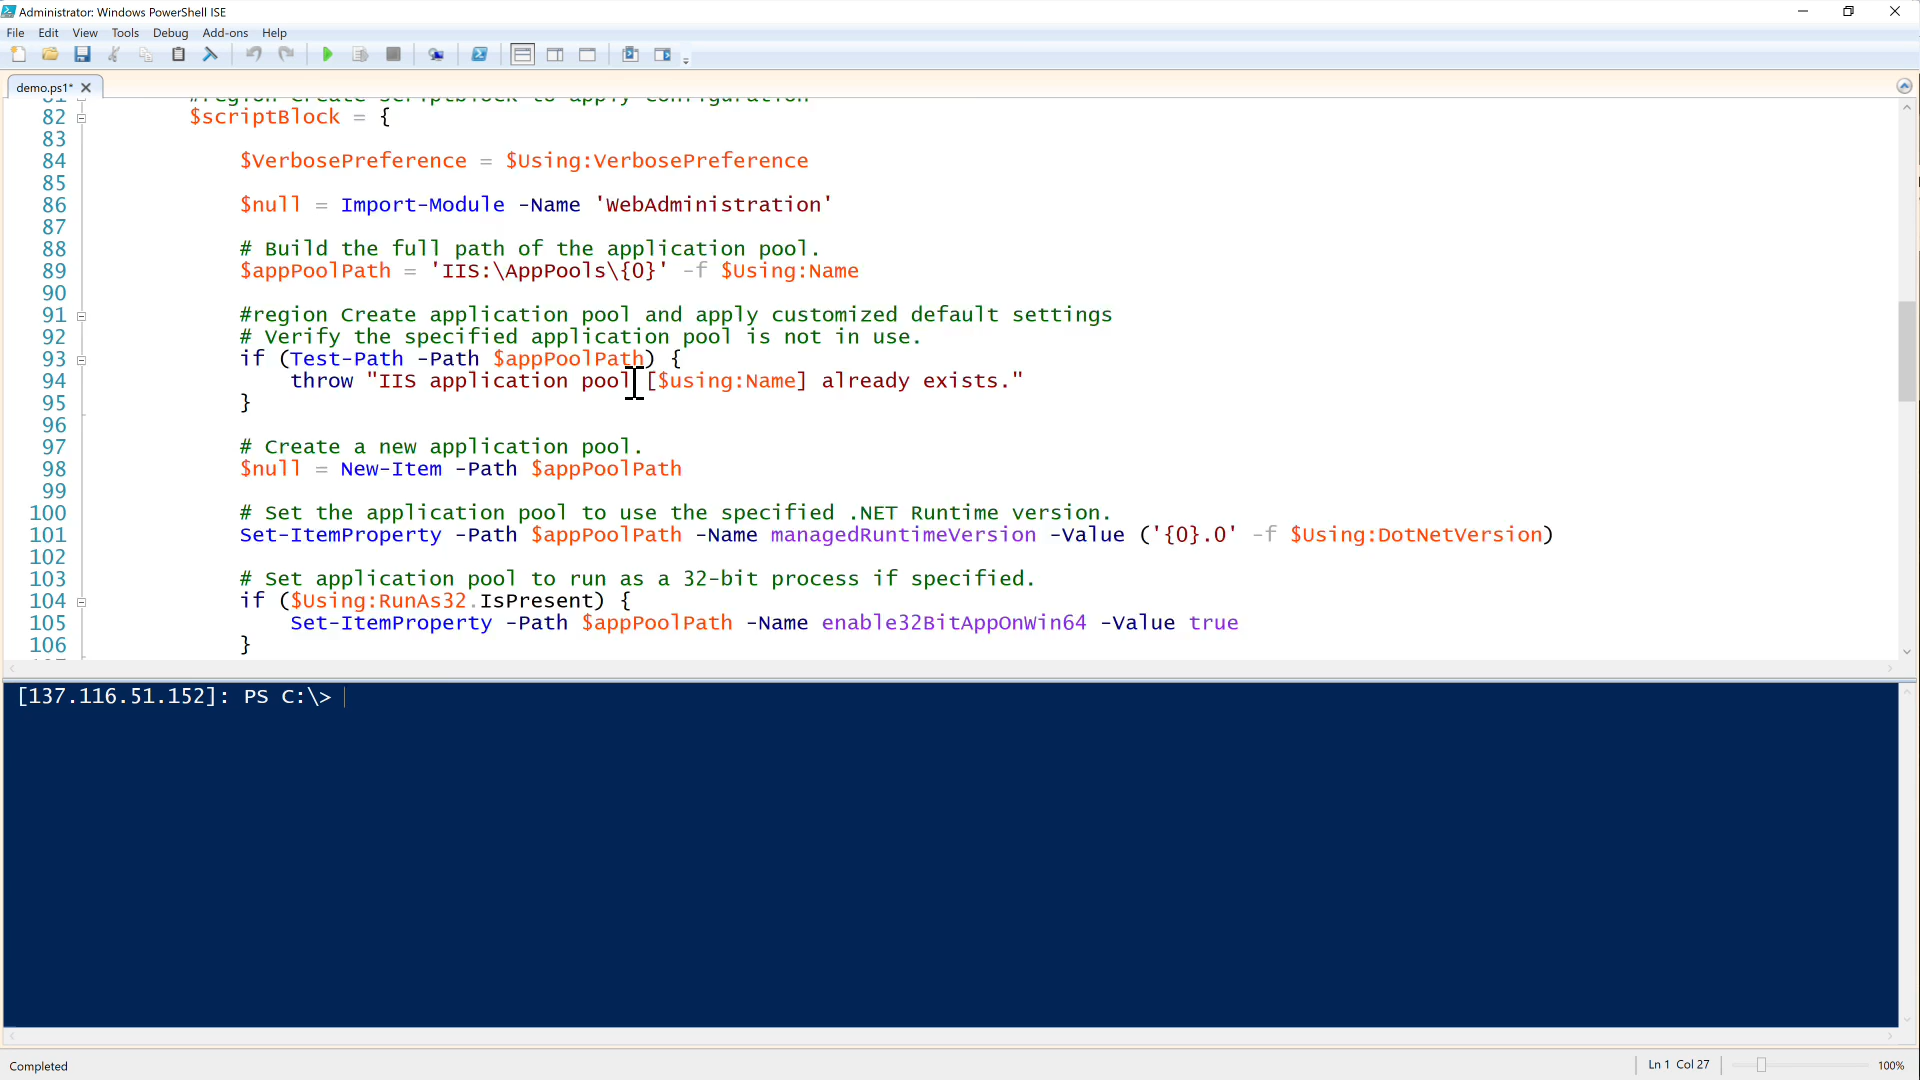 Administrator: Windows PowerShell ISE
File Edit View Tools Debug Add-ons Help
demo.ps1*
81 #region Create scriptblock to apply configuration
82 $scriptBlock = {
83
84 $VerbosePreference = $Using:VerbosePreference
85
86 $null = Import-Module -Name 'WebAdministration'
87
88 # Build the full path of the application pool.
89 $appPoolPath = 'IIS:\AppPools\{0}' -f $Using:Name
90
91 #region Create application pool and apply customized default settings
92 # Verify the specified application pool is not in use.
93 if (Test-Path -Path $appPoolPath) {
94 throw "IIS application pool [$using:Name] already exists."
95 }
96
97 # Create a new application pool.
98 $null = New-Item -Path $appPoolPath
99
100 # Set the application pool to use the specified .NET Runtime version.
101 Set-ItemProperty -Path $appPoolPath -Name managedRuntimeVersion -Value ('{0}.0' -f $Using:DotNetVersion)
102
103 # Set application pool to run as a 32-bit process if specified.
104 if ($Using:RunAs32.IsPresent) {
105 Set-ItemProperty -Path $appPoolPath -Name enable32BitAppOnWin64 -Value true
106 }
[137.116.51.152]: PS C:\>
Completed
Ln 1 Col 27
100%